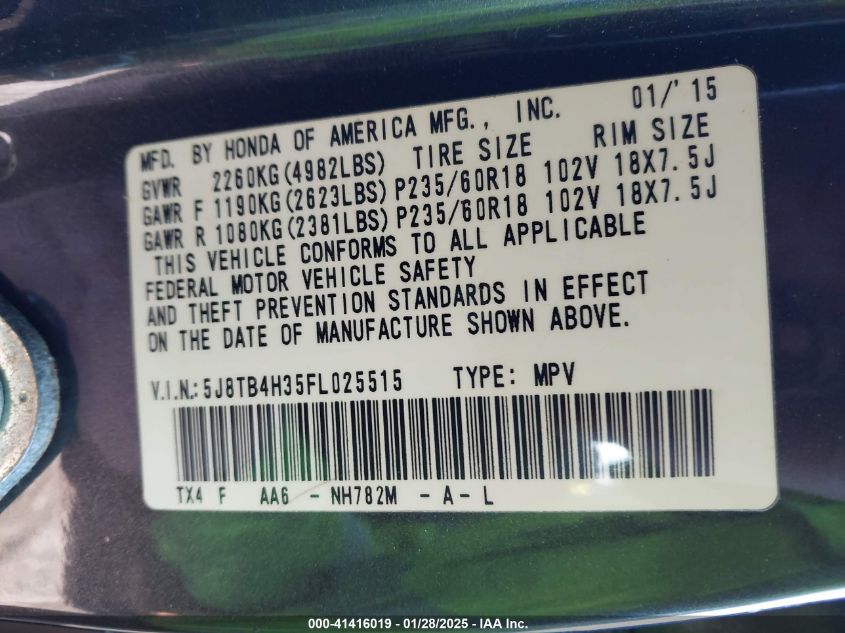 MFD. BY HONDA OF AMERICA MFG., INC. 01/'15
GVWR 2260KG(4982LBS) TIRE SIZE RIM SIZE
GAWR F 1190KG(2623LBS) P235/60R18 102V 18X7.5J
GAWR R 1080KG(2381LBS) P235/60R18 102V 18X7.5J
THIS VEHICLE CONFORMS TO ALL APPLICABLE
FEDERAL MOTOR VEHICLE SAFETY
AND THEFT PREVENTION STANDARDS IN EFFECT
ON THE DATE OF MANUFACTURE SHOWN ABOVE.
V.I.N.: 5J8TB4H35FL025515 TYPE: MPV
TX4 F AA6 - NH782M - A - L
000-41416019 - 01/28/2025 - IAA Inc.